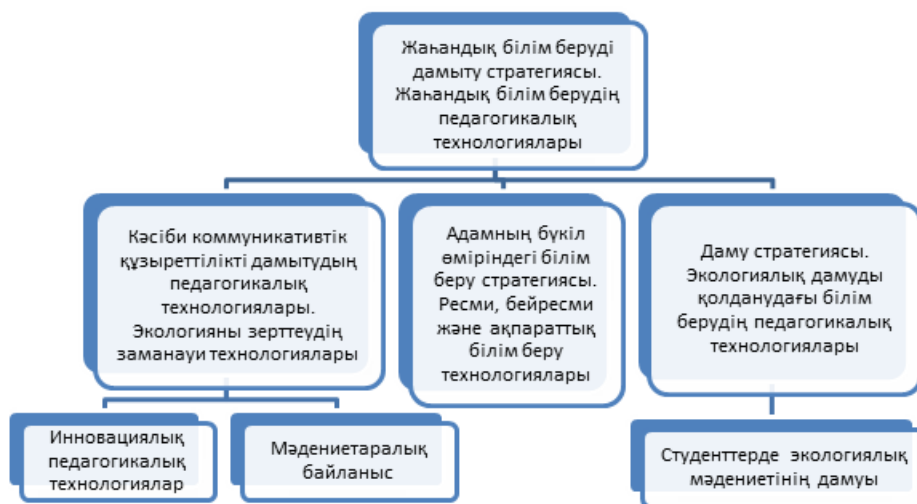 Жаһандық білім беруді
дамыту стратегиясы.
Жаһандық білім берудің
педагогикалық
технологиялары
Кәсіби коммуникативтік
құзыреттілікті дамытудың
педагогикалық
технологиялары.
Экологияны зерттеудің
заманауи технологиялары
Адамның бүкіл
өміріндегі білім
беру стратегиясы.
Ресми, бейресми
және ақпараттық
білім беру
технологиялары
Даму стратегиясы.
Экологиялық дамуды
қолданудағы білім
берудің педагогикалық
технологиялары
Инновациялық
педагогикалық
технологиялар
Мәдениетаралық
байланыс
Студенттерде экологиялық
мәдениетінің дамуы